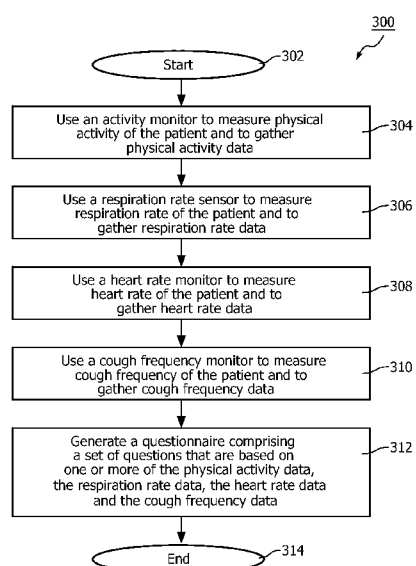 300
Start
302
Use an activity monitor to measure physical
activity of the patient and to gather
physical activity data
304
Use a respiration rate sensor to measure
respiration rate of the patient and to
gather respiration rate data
306
Use a heart rate monitor to measure
heart rate of the patient and to
gather heart rate data
308
Use a cough frequency monitor to measure
cough frequency of the patient and to
gather cough frequency data
310
Generate a questionnaire comprising
a set of questions that are based on
one or more of the physical activity data,
the respiration rate data, the heart rate data
and the cough frequency data
312
End
314